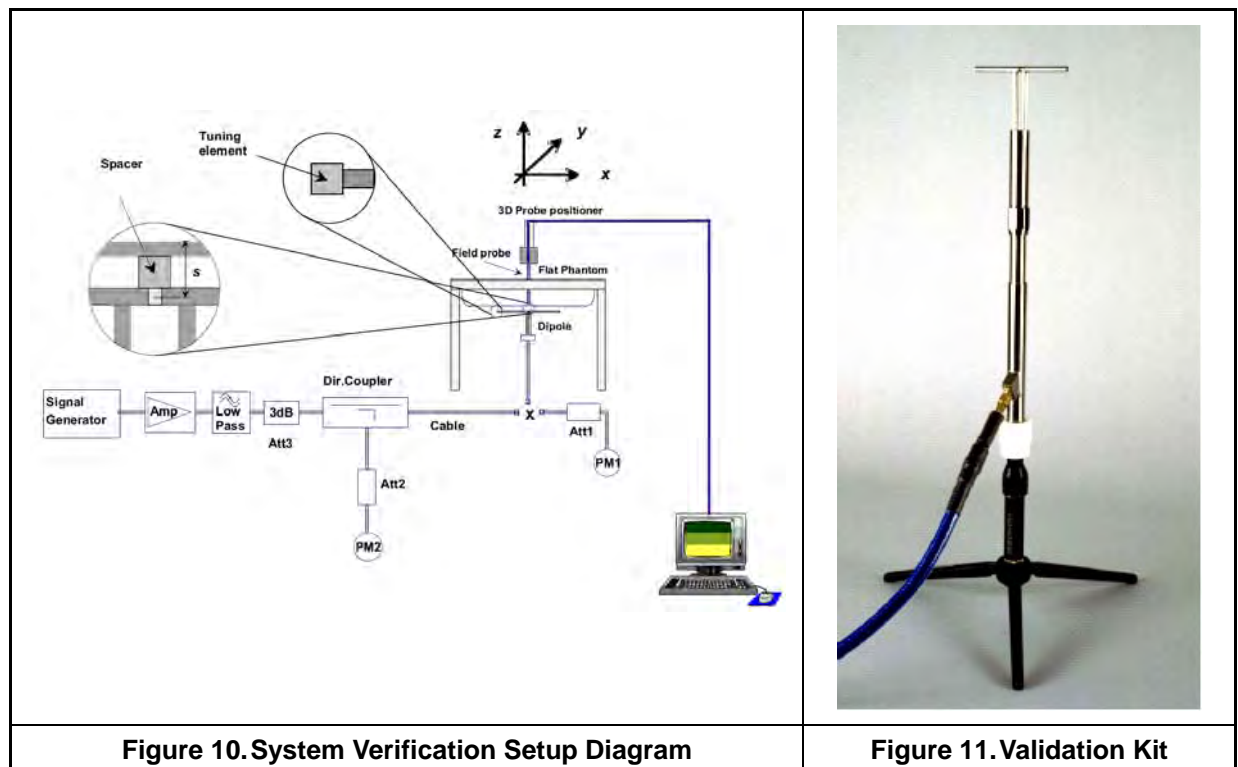 Tuning
element
Spacer
s
z
y
x
3D Probe positioner
Field probe
Flat Phantom
Dipole
Signal
Generator
Amp
Low
Pass
3dB
Att3
Dir.Coupler
Cable
x
Att1
PM1
Att2
PM2
Figure 10.System Verification Setup Diagram
Figure 11.Validation Kit